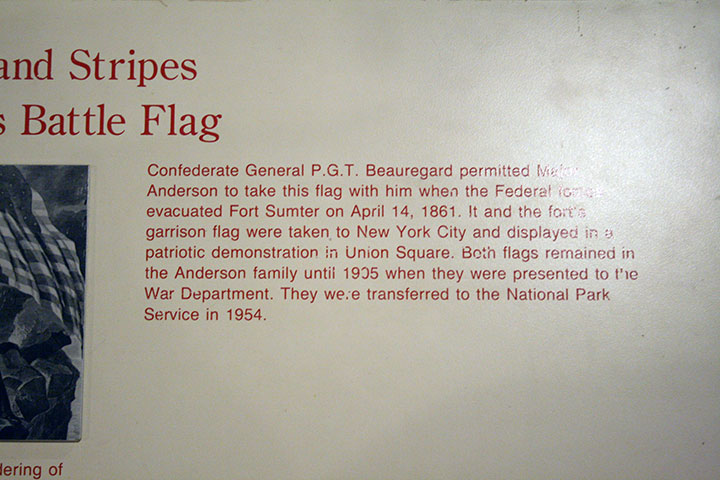 and Stripes
s Battle Flag
Confederate General P.G.T. Beauregard permitted Major
Anderson to take this flag with him when the Federal forces
evacuated Fort Sumter on April 14, 1861. It and the fort's
garrison flag were taken to New York City and displayed in a
patriotic demonstration in Union Square. Both flags remained in
the Anderson family until 1905 when they were presented to the
War Department. They were transferred to the National Park
Service in 1954.
dering of